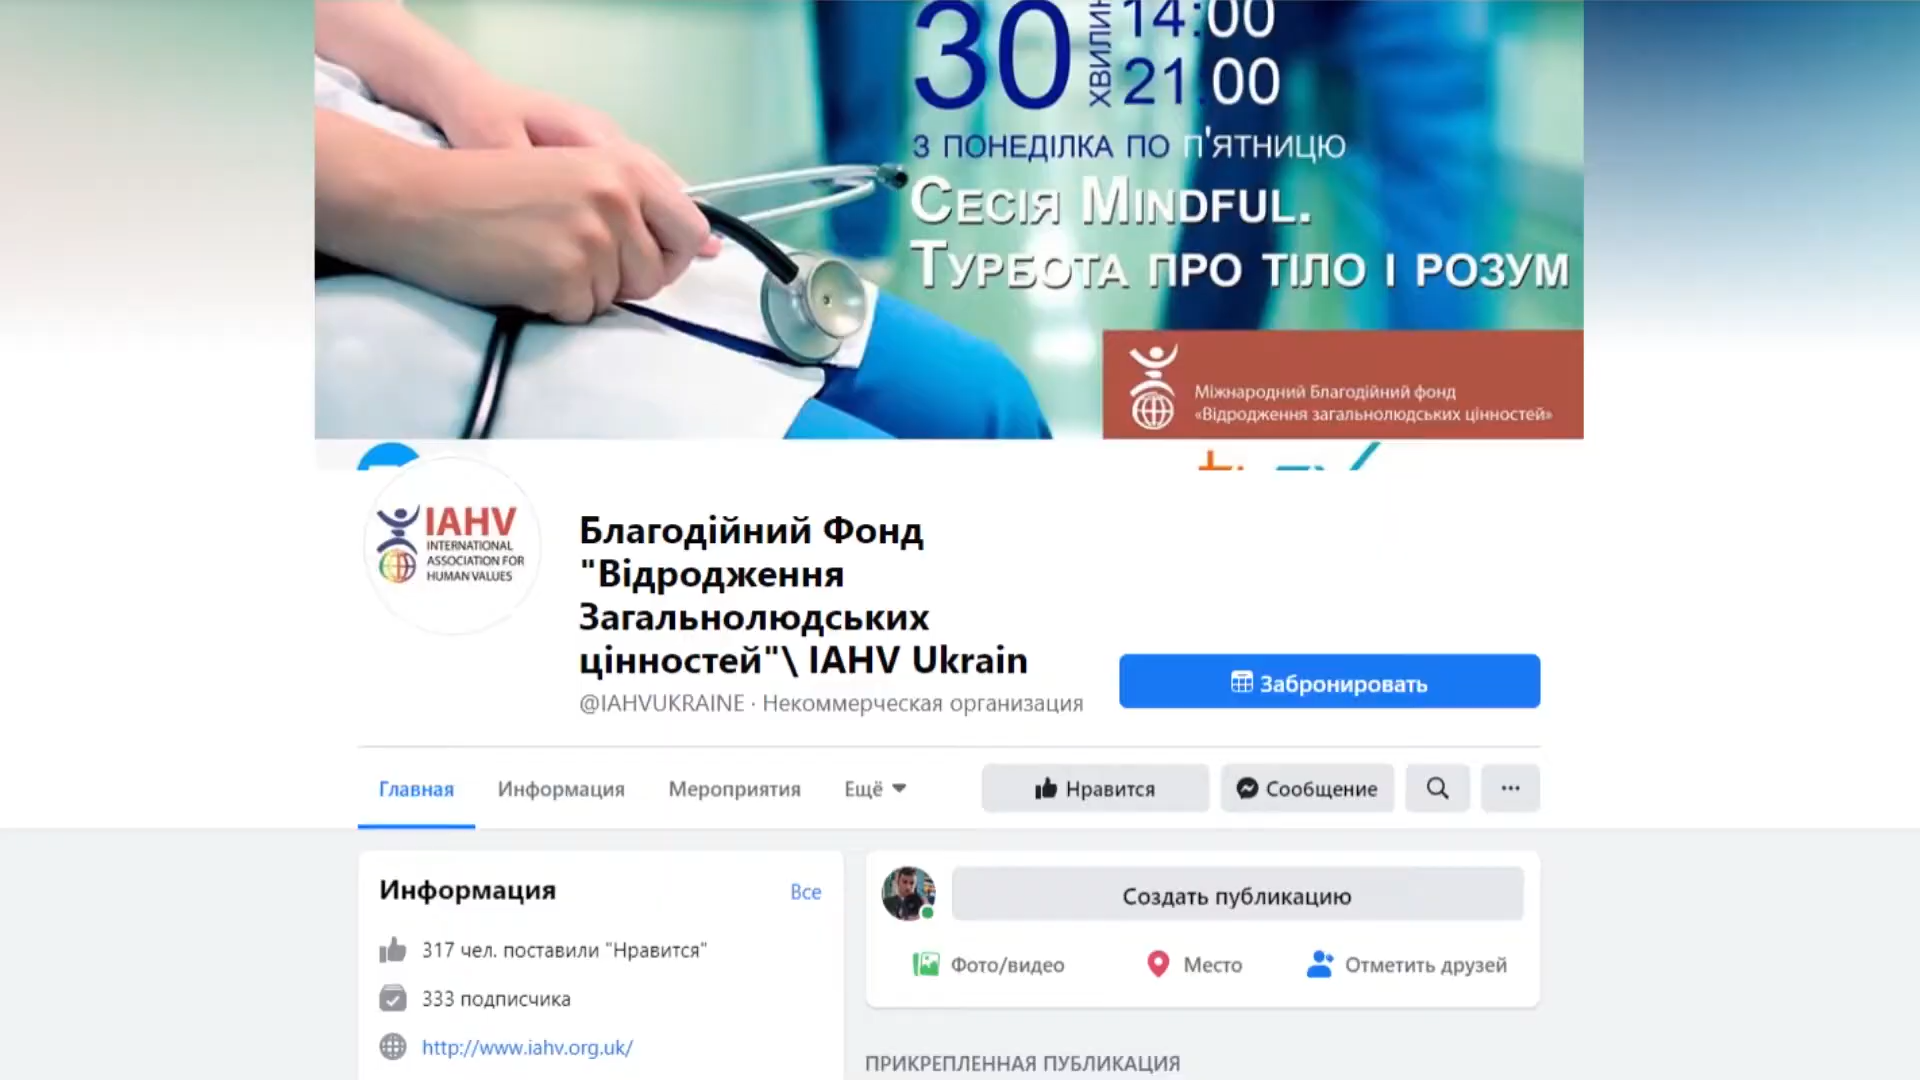 30 ХВИЛИН 14:00
21:00
З ПОНЕДІЛКА ПО П'ЯТНИЦЮ
Сесія Mindful.
Турбота про тіло і розум
Міжнародний Благодійний фонд
«Відродження загальнолюдських цінностей»
IAHV
INTERNATIONAL
ASSOCIATION FOR
HUMAN VALUES
Благодійний Фонд
"Відродження
Загальнолюдських
цінностей"\ IAHV Ukrain
@IAHVUKRAINE · Некоммерческая организация
Забронировать
Главная
Информация
Мероприятия
Ещё
Нравится
Сообщение
Информация
Все
317 чел. поставили "Нравится"
333 подписчика
http://www.iahv.org.uk/
Создать публикацию
Фото/видео
Место
Отметить друзей
ПРИКРЕПЛЕННАЯ ПУБЛИКАЦИЯ